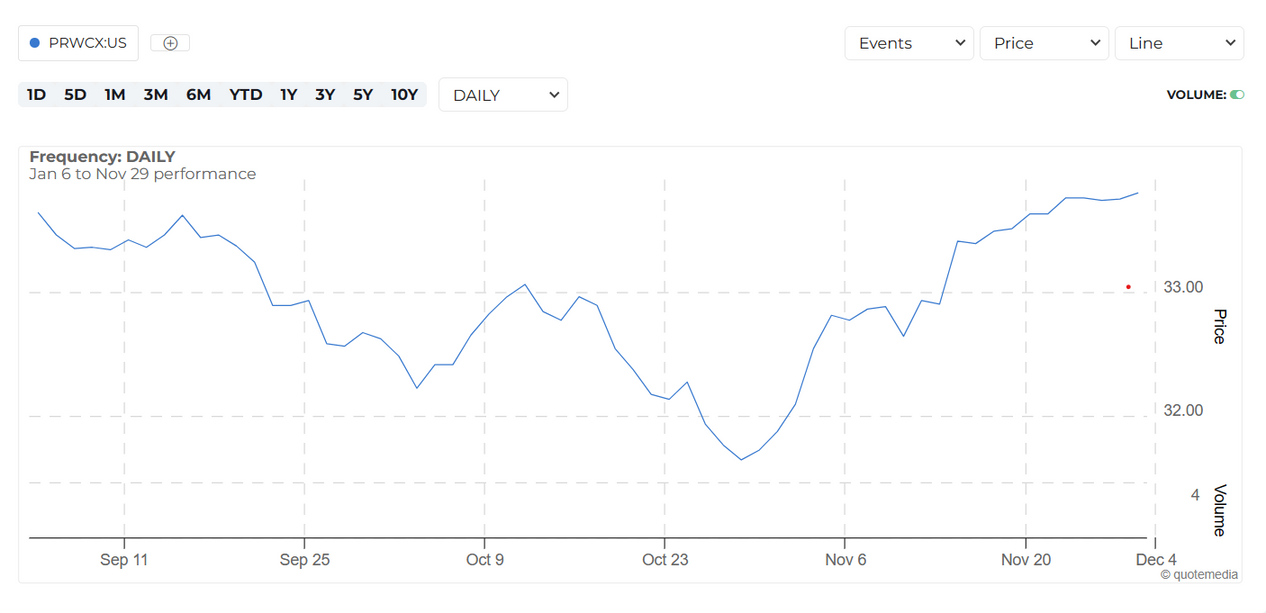 PRWCX:US
Events Price Line
1D 5D 1M 3M 6M YTD 1Y 3Y 5Y 10Y DAILY
VOLUME:
Frequency: DAILY
Jan 6 to Nov 29 performance
33.00
Price
32.00
4
Volume
Sep 11 Sep 25 Oct 9 Oct 23 Nov 6 Nov 20 Dec 4
© quotemedia